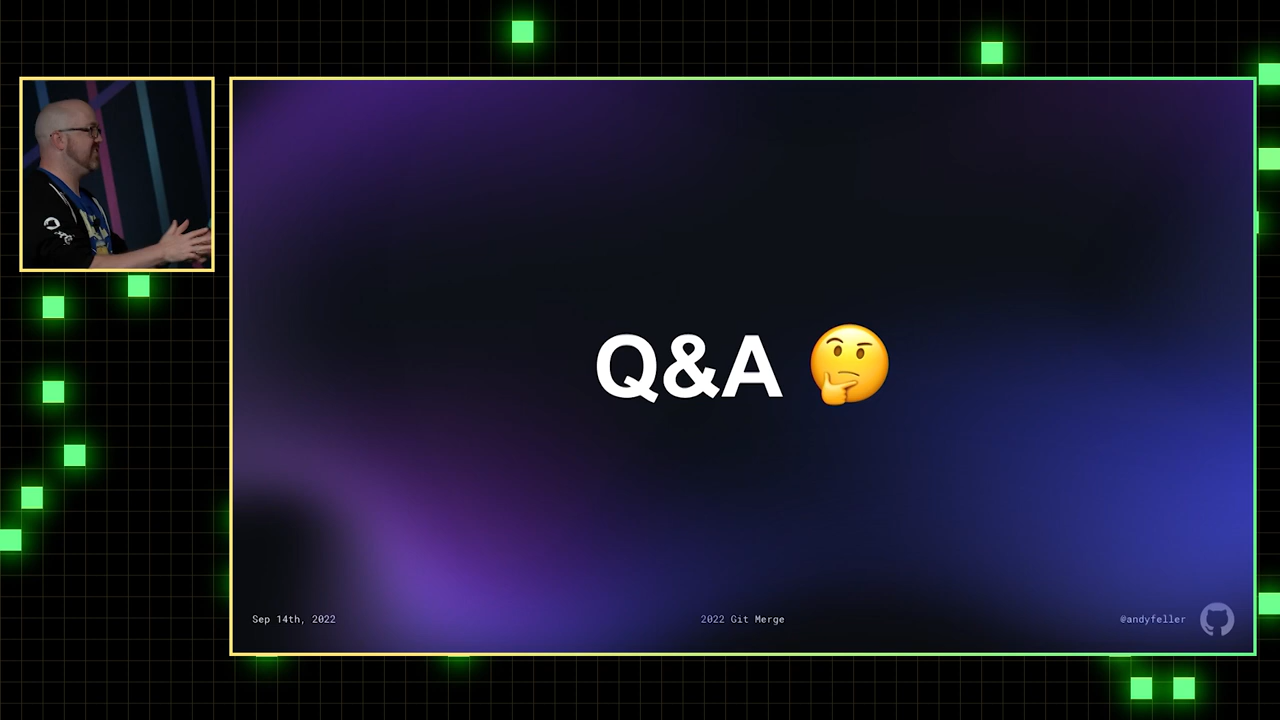 Q&A 🤔
Sep 14th, 2022
2022 Git Merge
@andyfeller